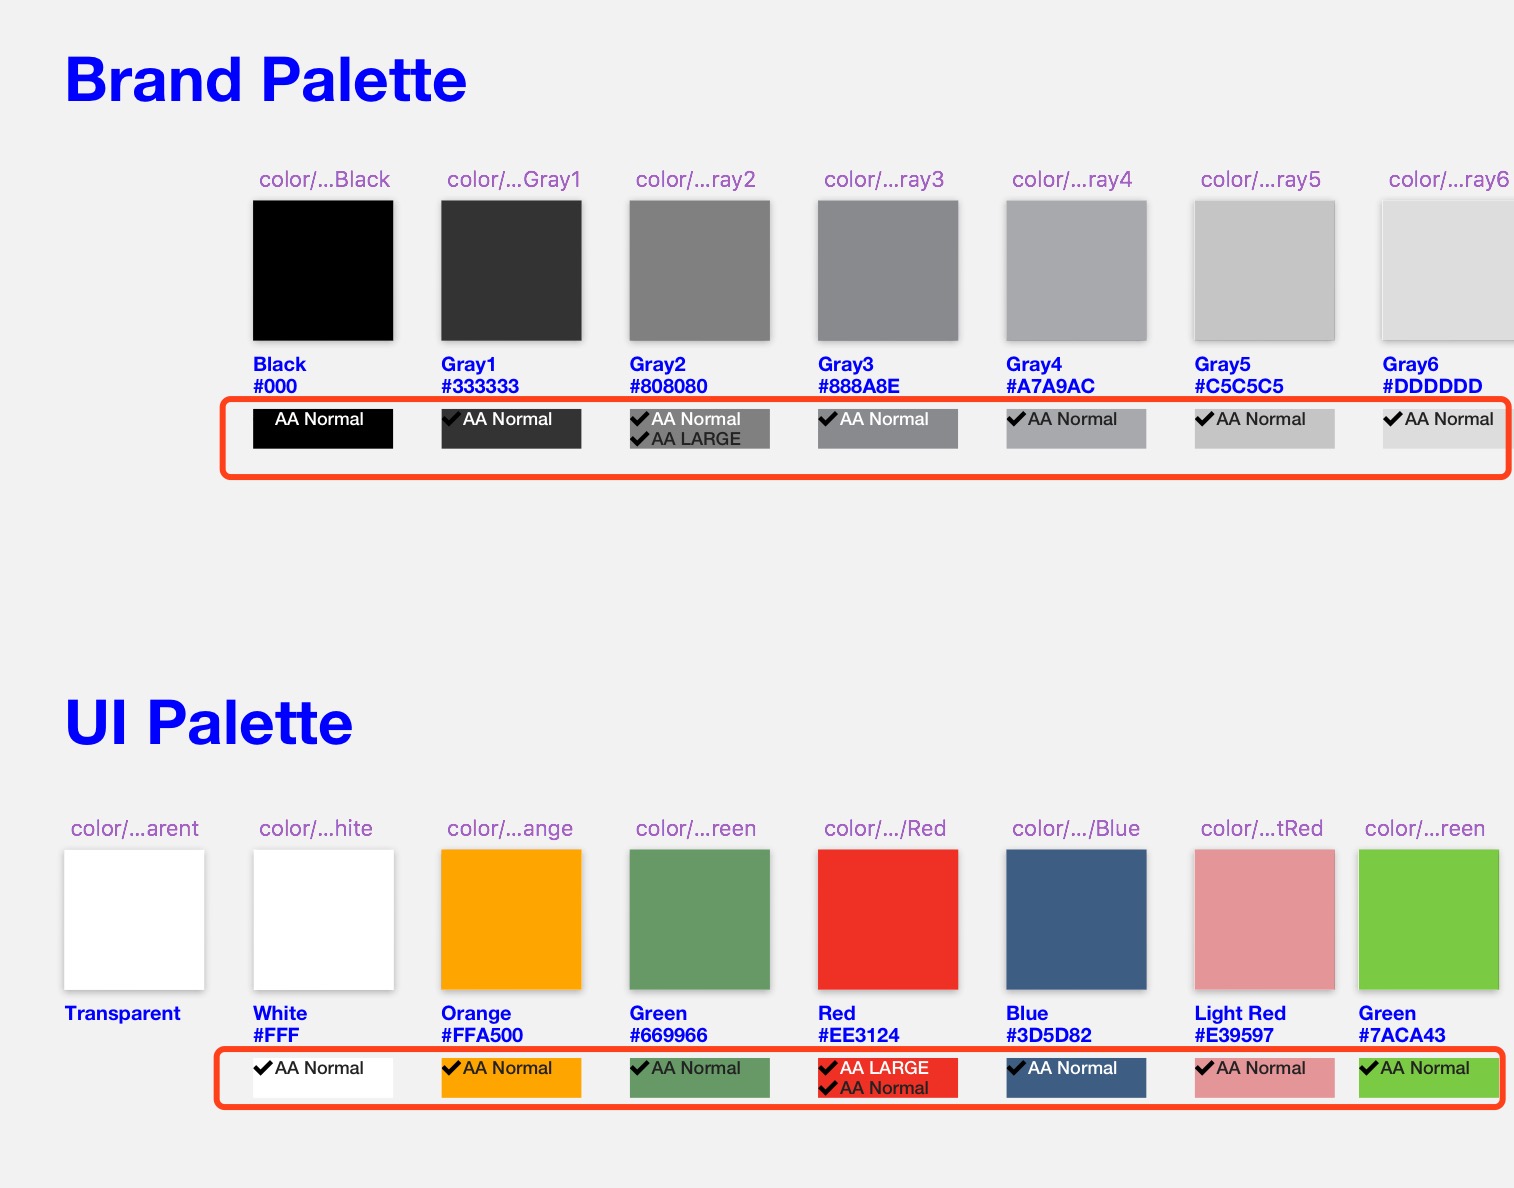 Brand Palette
color/...Black
color/...Gray1
color/...ray2
color/...ray3
color/...ray4
color/...ray5
color/...ray6
Black
#000
AA Normal
Gray1
#333333
AA Normal
Gray2
#808080
AA Normal
AA LARGE
Gray3
#888A8E
AA Normal
Gray4
#A7A9AC
AA Normal
Gray5
#C5C5C5
AA Normal
Gray6
#DDDDDD
AA Normal
UI Palette
color/...arent
color/...hite
color/...ange
color/...reen
color/.../Red
color/.../Blue
color/...tRed
color/...reen
Transparent
White
#FFF
AA Normal
Orange
#FFA500
AA Normal
Green
#669966
AA Normal
Red
#EE3124
AA LARGE
AA Normal
Blue
#3D5D82
AA Normal
Light Red
#E39597
AA Normal
Green
#7ACA43
AA Normal